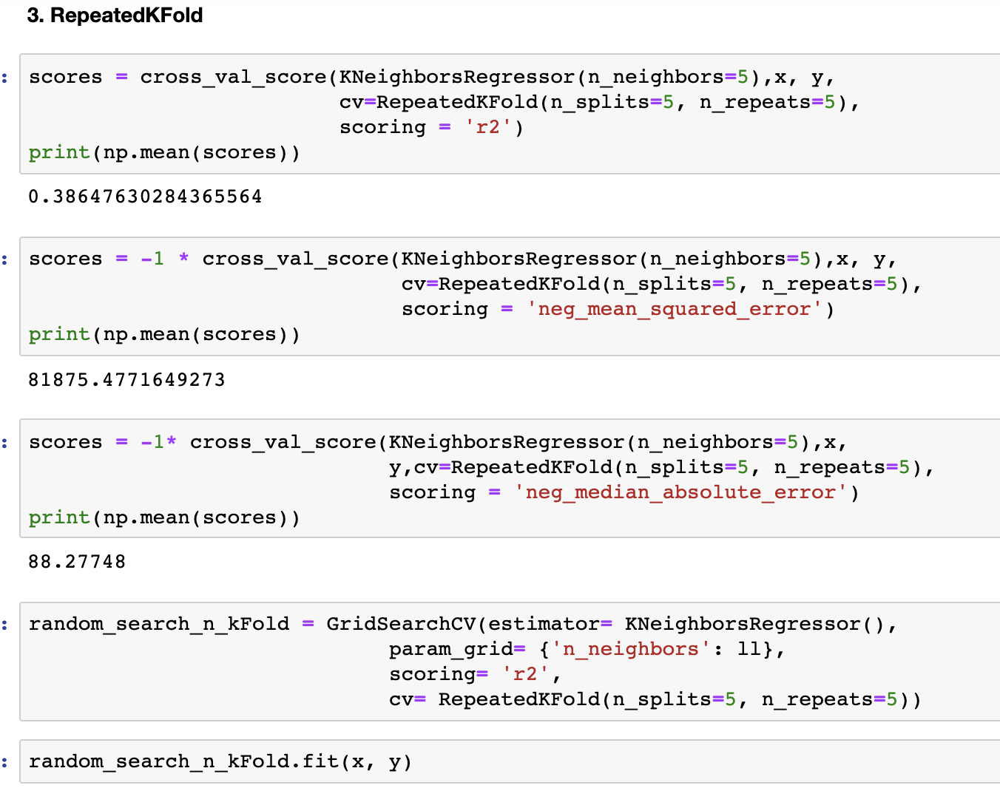 3. RepeatedKFold
: scores = cross_val_score(KNeighborsRegressor(n_neighbors=5),x, y,
cv=RepeatedKFold(n_splits=5, n_repeats=5),
scoring = 'r2')
print(np.mean(scores))
0.38647630284365564
: scores = -1 * cross_val_score(KNeighborsRegressor(n_neighbors=5),x, y,
cv=RepeatedKFold(n_splits=5, n_repeats=5),
scoring = 'neg_mean_squared_error')
print(np.mean(scores))
81875.4771649273
: scores = -1* cross_val_score(KNeighborsRegressor(n_neighbors=5),x,
y,cv=RepeatedKFold(n_splits=5, n_repeats=5),
scoring = 'neg_median_absolute_error')
print(np.mean(scores))
88.27748
: random_search_n_kFold = GridSearchCV(estimator= KNeighborsRegressor(),
param_grid= {'n_neighbors': ll},
scoring= 'r2',
cv= RepeatedKFold(n_splits=5, n_repeats=5))
: random_search_n_kFold.fit(x, y)